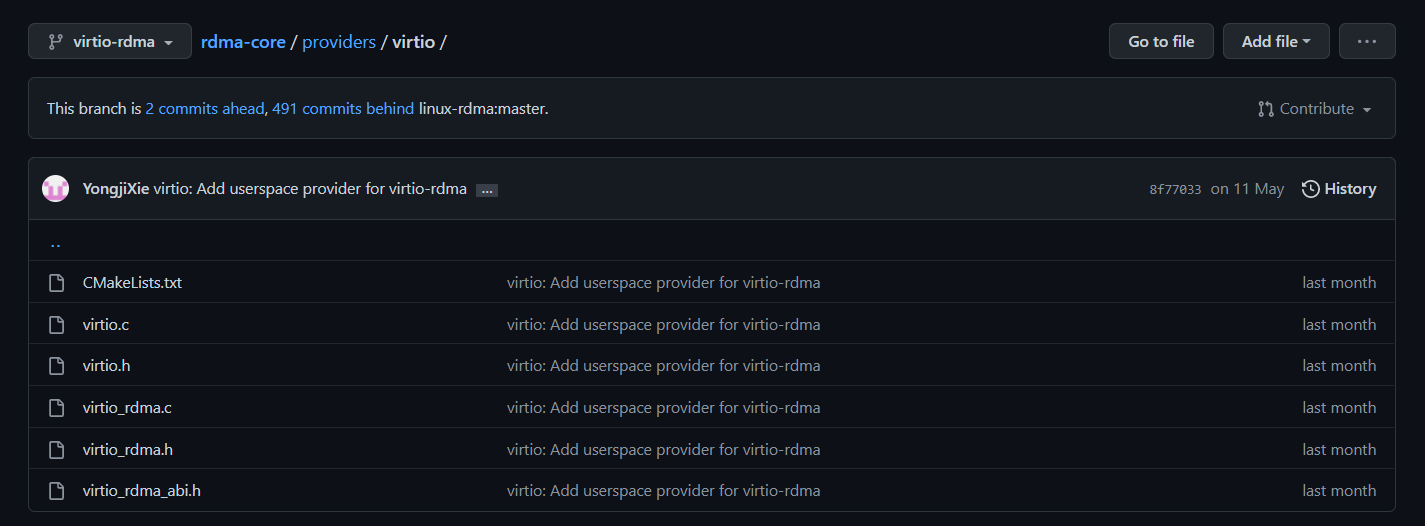 virtio-rdma rdma-core / providers / virtio / Go to file Add file ...
This branch is 2 commits ahead, 491 commits behind linux-rdma:master. Contribute
YongjiXie virtio: Add userspace provider for virtio-rdma ... 8f77033 on 11 May History
..
CMakeLists.txt virtio: Add userspace provider for virtio-rdma last month
virtio.c virtio: Add userspace provider for virtio-rdma last month
virtio.h virtio: Add userspace provider for virtio-rdma last month
virtio_rdma.c virtio: Add userspace provider for virtio-rdma last month
virtio_rdma.h virtio: Add userspace provider for virtio-rdma last month
virtio_rdma_abi.h virtio: Add userspace provider for virtio-rdma last month